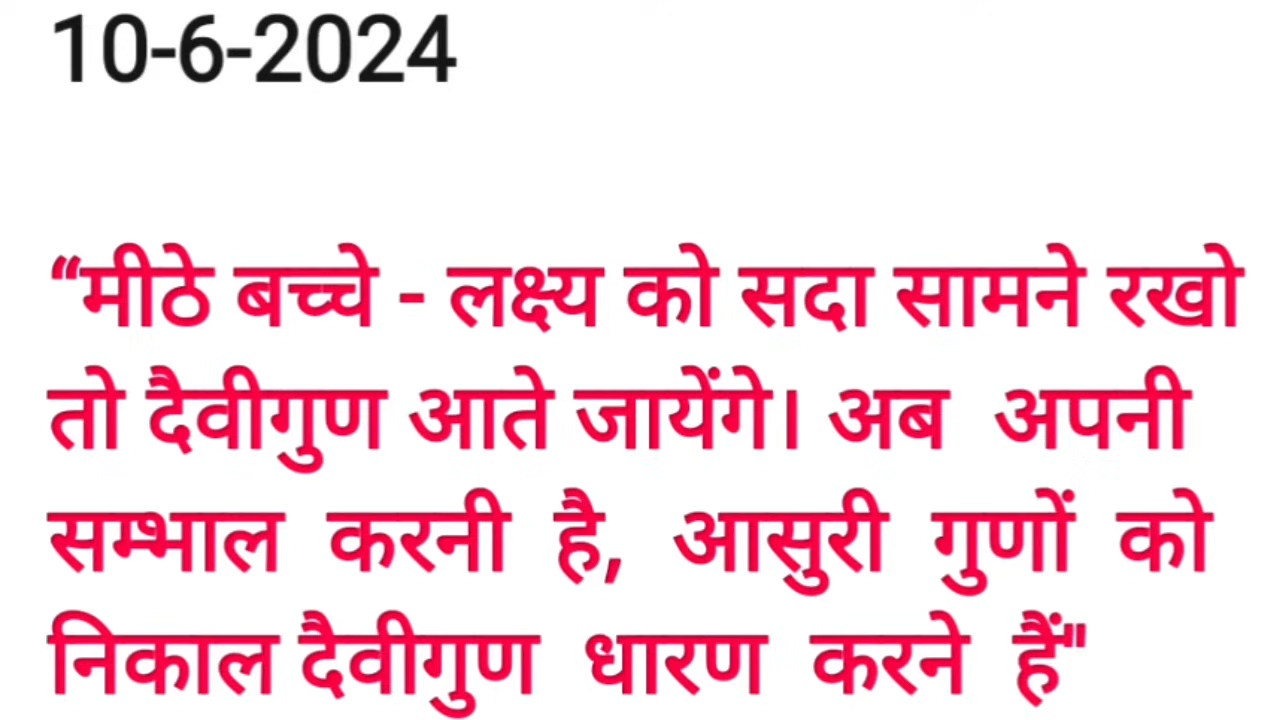 10-6-2024
“मीठे बच्चे - लक्ष्य को सदा सामने रखो
तो दैवीगुण आते जायेंगे। अब अपनी
सम्भाल करनी है, आसुरी गुणों को
निकाल दैवीगुण धारण करने हैं"